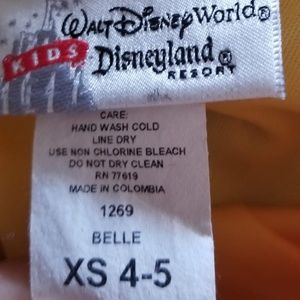 Walt Disney World®
KIDS
Disneyland®
RESORT
CARE:
HAND WASH COLD
LINE DRY
USE NON CHLORINE BLEACH
DO NOT DRY CLEAN
RN 77619
MADE IN COLOMBIA
1269
BELLE
XS 4-5